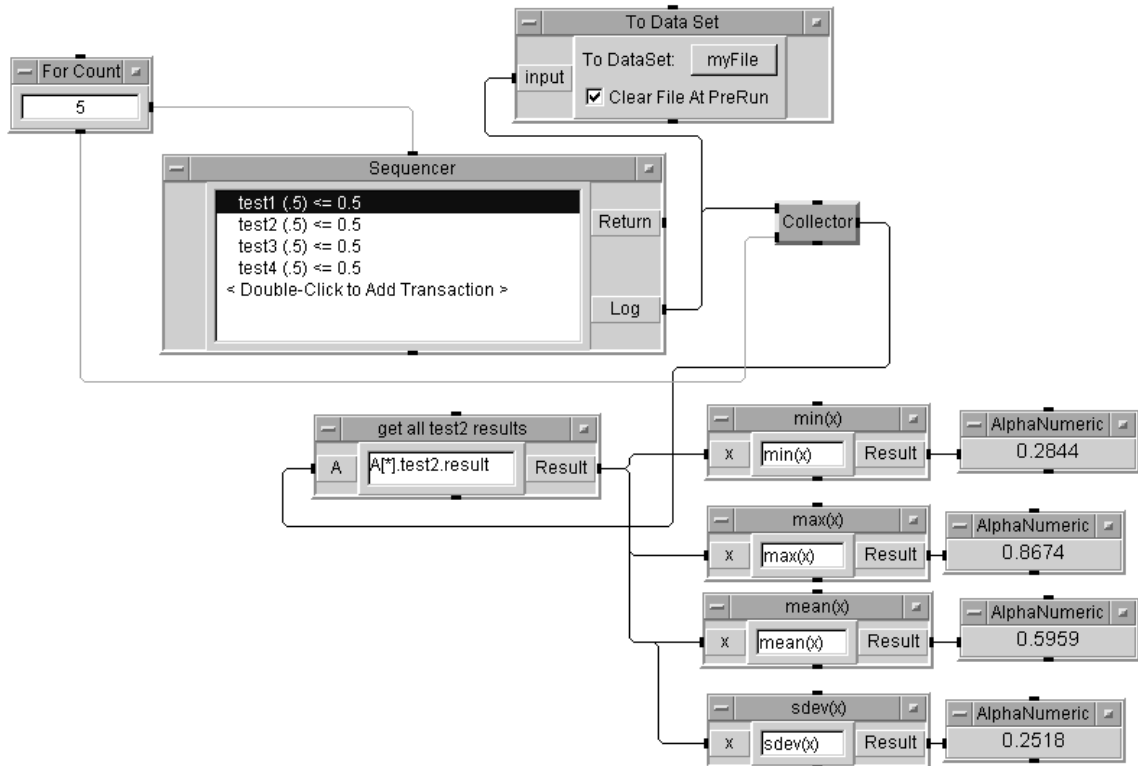 To Data Set
input
To DataSet:
myFile
Clear File At PreRun
For Count
5
Sequencer
test1 (.5) <= 0.5
test2 (.5) <= 0.5
test3 (.5) <= 0.5
test4 (.5) <= 0.5
< Double-Click to Add Transaction >
Return
Log
Collector
get all test2 results
A
A[*].test2.result
Result
min(x)
x
min(x)
Result
AlphaNumeric
0.2844
max(x)
x
max(x)
Result
AlphaNumeric
0.8674
mean(x)
x
mean(x)
Result
AlphaNumeric
0.5959
sdev(x)
x
sdev(x)
Result
AlphaNumeric
0.2518